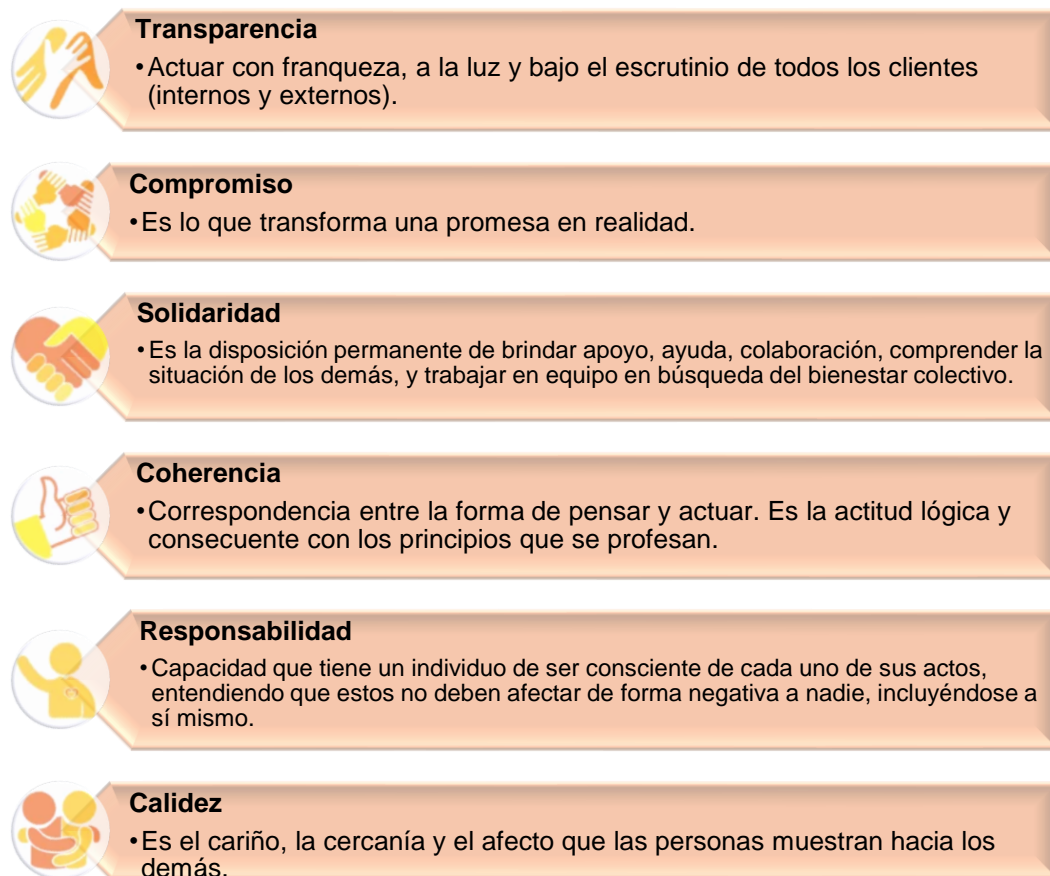 Transparencia
•Actuar con franqueza, a la luz y bajo el escrutinio de todos los clientes
(internos y externos).
Compromiso
•Es lo que transforma una promesa en realidad.
Solidaridad
•Es la disposición permanente de brindar apoyo, ayuda, colaboración, comprender la
situación de los demás, y trabajar en equipo en búsqueda del bienestar colectivo.
Coherencia
•Correspondencia entre la forma de pensar y actuar. Es la actitud lógica y
consecuente con los principios que se profesan.
Responsabilidad
•Capacidad que tiene un individuo de ser consciente de cada uno de sus actos,
entendiendo que estos no deben afectar de forma negativa a nadie, incluyéndose a
sí mismo.
Calidez
•Es el cariño, la cercanía y el afecto que las personas muestran hacia los
demás.